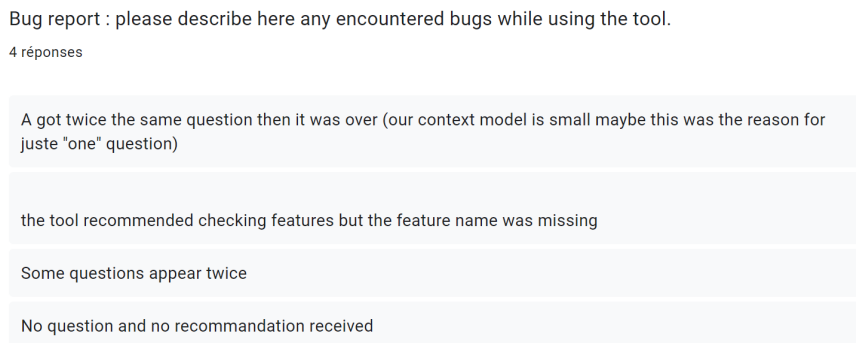 Bug report : please describe here any encountered bugs while using the tool.
4 réponses
A got twice the same question then it was over (our context model is small maybe this was the reason for
juste "one" question)
the tool recommended checking features but the feature name was missing
Some questions appear twice
No question and no recommandation received